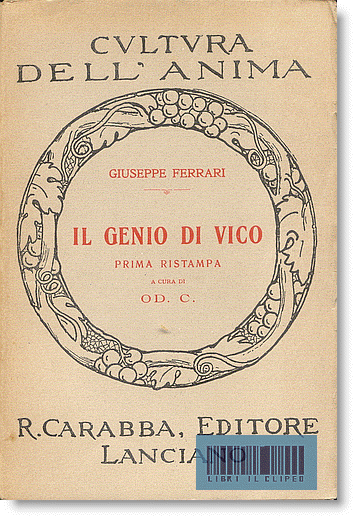 CVLTVRA
DELL'ANIMA
GIUSEPPE FERRARI
IL GENIO DI VICO
PRIMA RISTAMPA
A CURA DI
OD. C.
R. CARABBA, EDITORE
LANCIANO
LIBRI IL CLIPEO